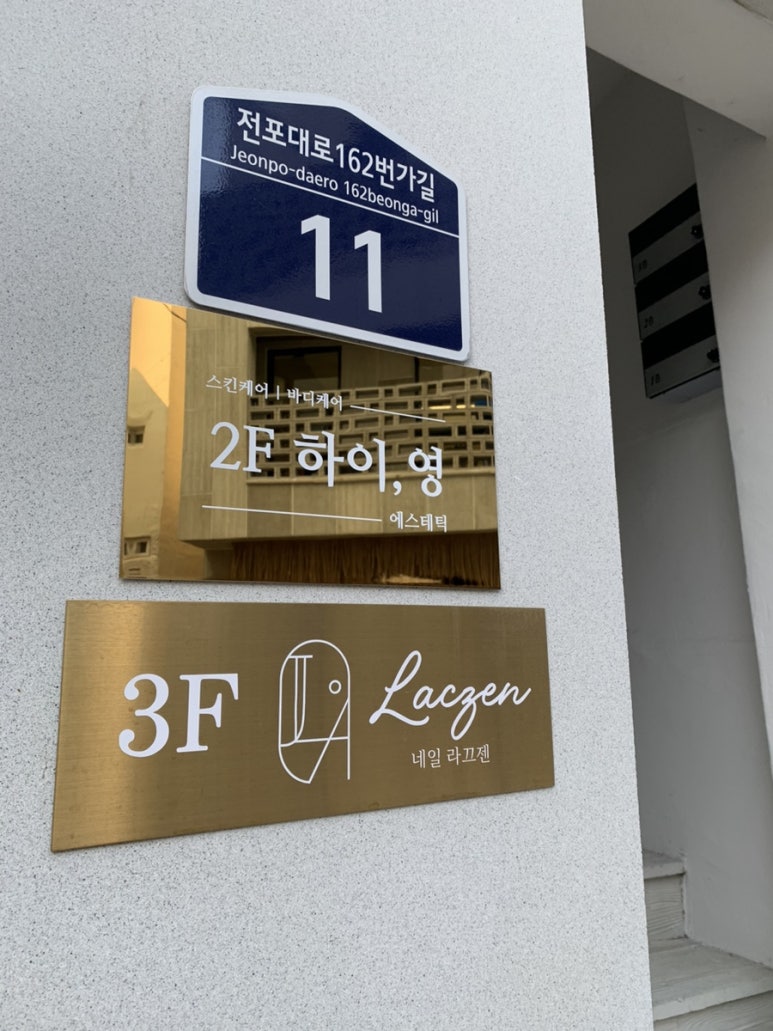 전포대로162번가길
Jeonpo-daero 162beonga-gil
11
스킨케어 | 바디케어
2F 하이,영
에스테틱
3F Laczen
네일 라끄젠